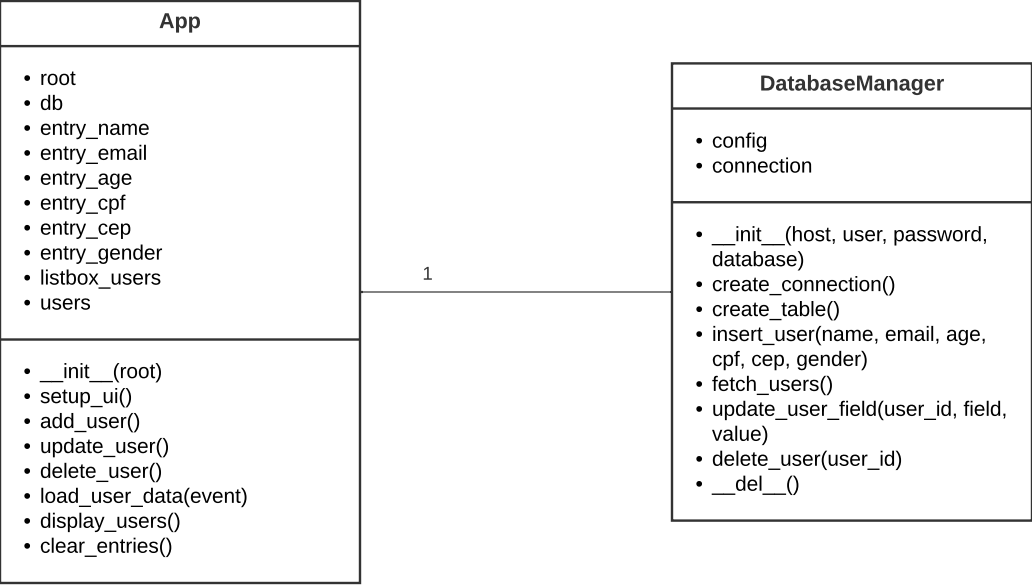 App
• root
• db
• entry_name
• entry_email
• entry_age
• entry_cpf
• entry_cep
• entry_gender
• listbox_users
• users
• __init__(root)
• setup_ui()
• add_user()
• update_user()
• delete_user()
• load_user_data(event)
• display_users()
• clear_entries()
1
DatabaseManager
• config
• connection
• __init__(host, user, password,
database)
• create_connection()
• create_table()
• insert_user(name, email, age,
cpf, cep, gender)
• fetch_users()
• update_user_field(user_id, field,
value)
• delete_user(user_id)
• __del__()